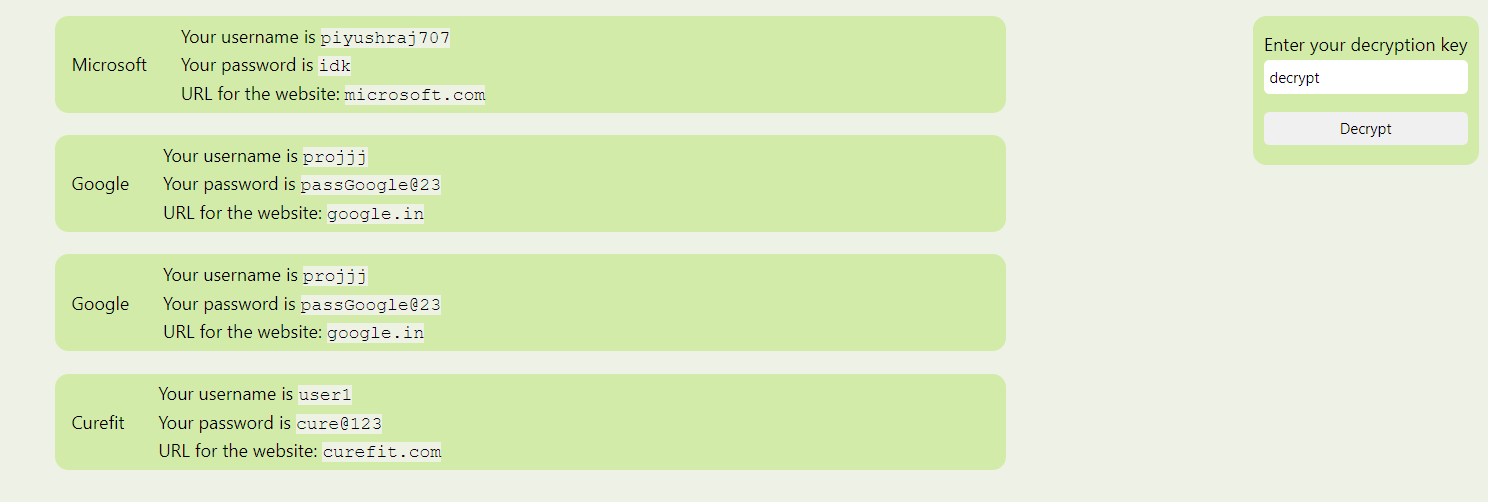 Microsoft
Your username is piyushraj707
Your password is idk
URL for the website: microsoft.com
Google
Your username is projjj
Your password is passGoogle@23
URL for the website: google.in
Google
Your username is projjj
Your password is passGoogle@23
URL for the website: google.in
Curefit
Your username is user1
Your password is cure@123
URL for the website: curefit.com
Enter your decryption key
decrypt
Decrypt